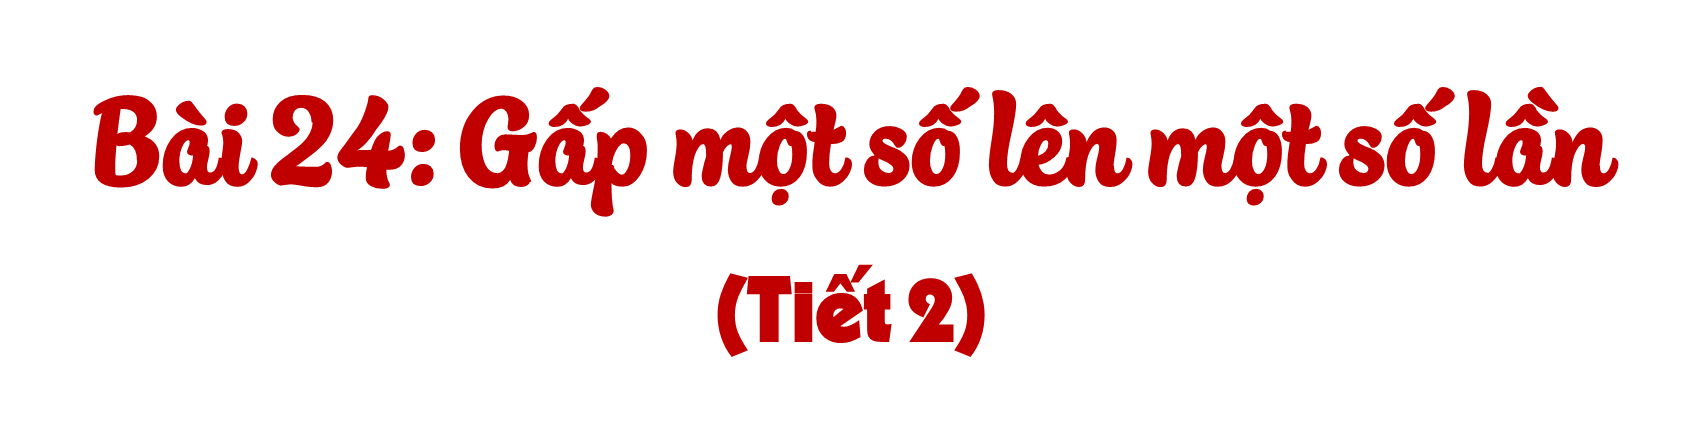 Bài 24: Gấp một số lên một số lần
(Tiết 2)